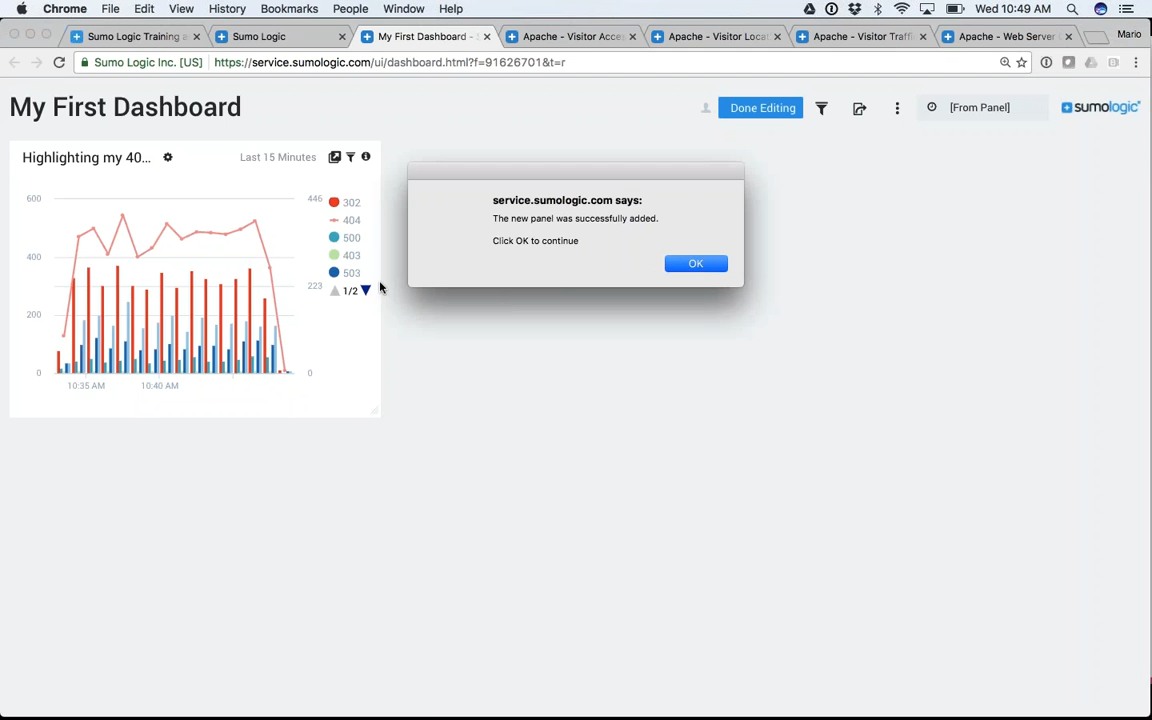 Chrome File Edit View History Bookmarks People Window Help Wed 10:49 AM
Sumo Logic Training a
Sumo Logic
My First Dashboard - S
Apache - Visitor Acces
Apache - Visitor Locat
Apache - Visitor Traffi
Apache - Web Server
Mario
Sumo Logic Inc. [US] https://service.sumologic.com/ui/dashboard.html?f=91626701&t=r
My First Dashboard
Done Editing
[From Panel]
sumologic
Highlighting my 40...
Last 15 Minutes
600
400
200
0
446
223
0
10:35 AM
10:40 AM
302
404
500
403
503
1/2
service.sumologic.com says:
The new panel was successfully added.
Click OK to continue
OK